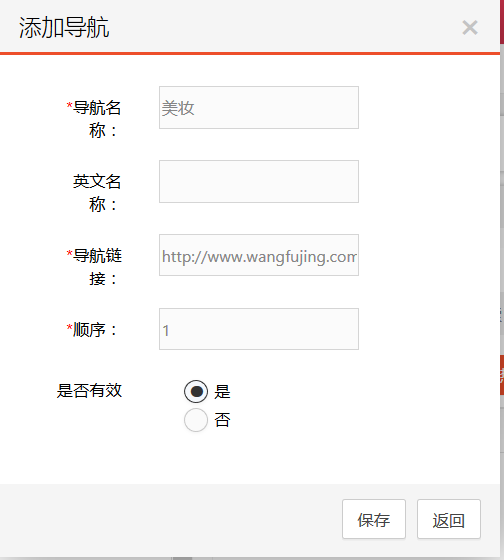 添加导航
×
*导航名
称：
美妆
英文名
称：
*导航链
接：
http://www.wangfujing.com
*顺序：
1
是否有效
是
否
保存
返回